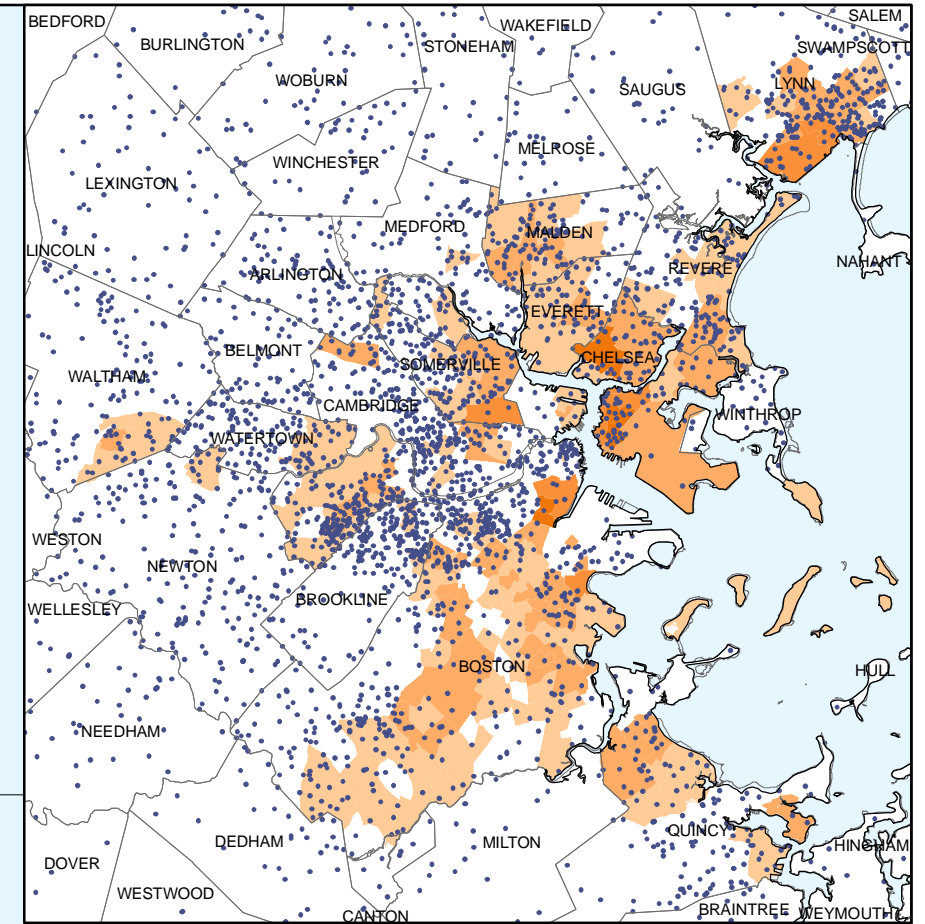 BEDFORD
SALEM
WAKEFIELD
BURLINGTON
STONEHAM
SWAMPSCOTT
WOBURN
LYNN
SAUGUS
MELROSE
WINCHESTER
LEXINGTON
MEDFORD
MALDEN
LINCOLN
NAHANT
REVERE
ARLINGTON
EVERETT
BELMONT
CHELSEA
SOMERVILLE
WALTHAM
CAMBRIDGE
WINTHROP
WATERTOWN
WESTON
NEWTON
BROOKLINE
WELLESLEY
BOSTON
HULL
NEEDHAM
QUINCY
DEDHAM
MILTON
HINGHAM
DOVER
WESTWOOD
BRAINTREE
WEYMOUTH
CANTON